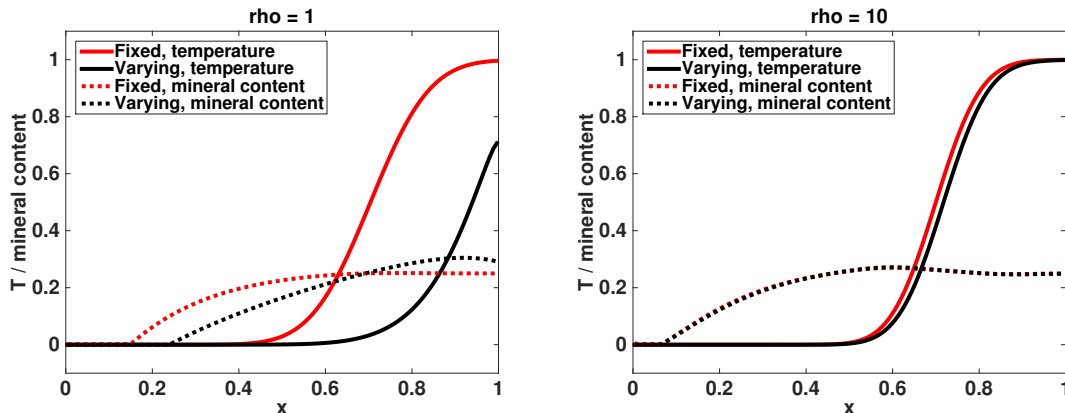 rho = 1
Fixed, temperature
Varying, temperature
Fixed, mineral content
Varying, mineral content
T / mineral content
1
0.8
0.6
0.4
0.2
0
0 0.2 0.4 0.6 0.8 1
x
rho = 10
Fixed, temperature
Varying, temperature
Fixed, mineral content
Varying, mineral content
T / mineral content
1
0.8
0.6
0.4
0.2
0
0 0.2 0.4 0.6 0.8 1
x